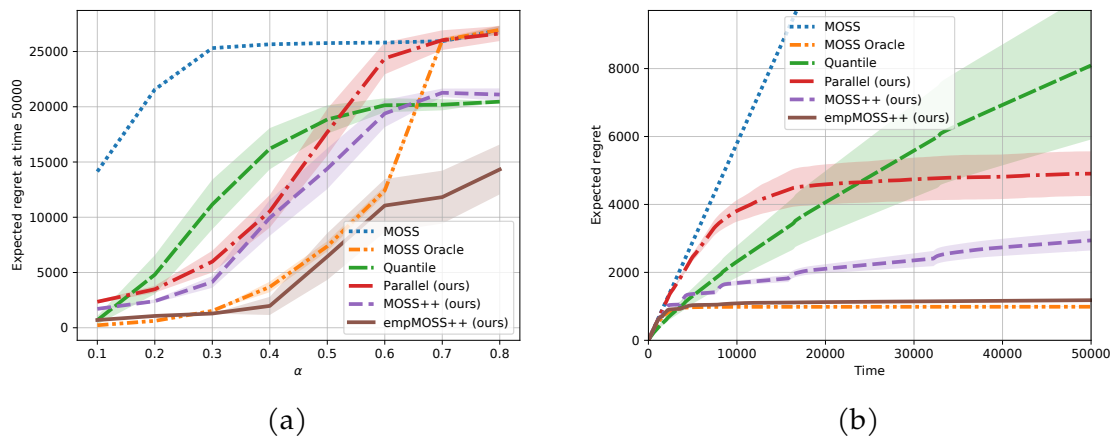 25000
20000
15000
10000
5000
0
Expected regret at time 50000
0.1 0.2 0.3 0.4 0.5 0.6 0.7 0.8
α
MOSS
MOSS Oracle
Quantile
Parallel (ours)
MOSS++ (ours)
empMOSS++ (ours)
(a)
8000
6000
4000
2000
0
Expected regret
0 10000 20000 30000 40000 50000
Time
MOSS
MOSS Oracle
Quantile
Parallel (ours)
MOSS++ (ours)
empMOSS++ (ours)
(b)